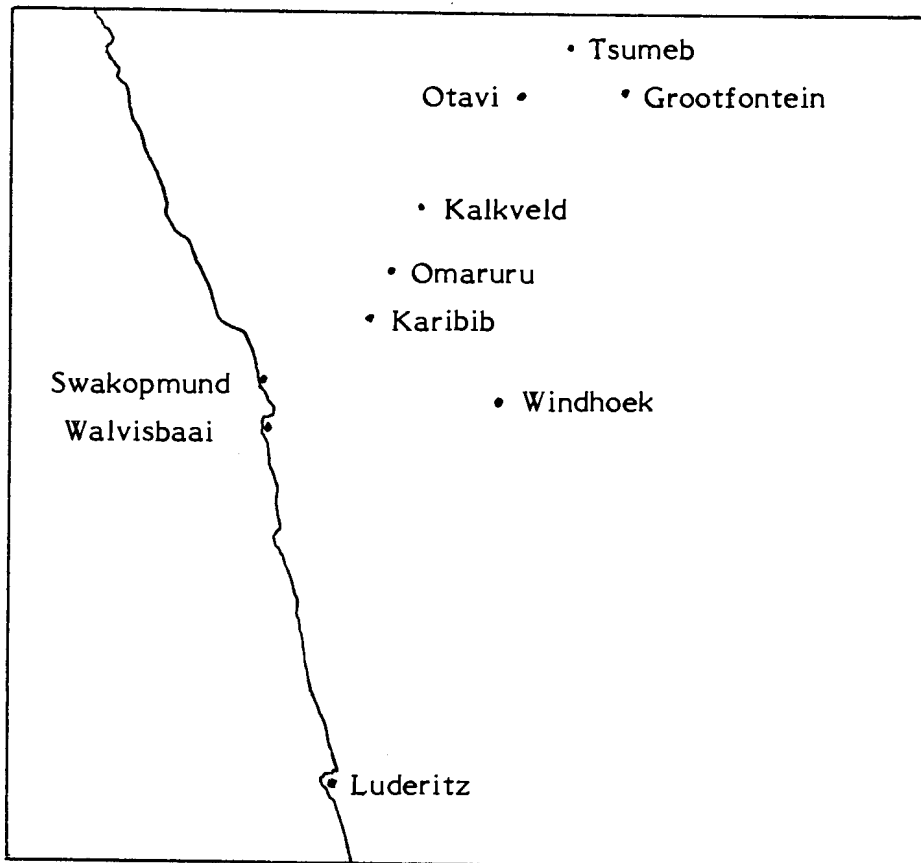 Tsumeb
Otavi
Grootfontein
Kalkveld
Omaruru
Karibib
Swakopmund
Windhoek
Walvisbaai
Luderitz